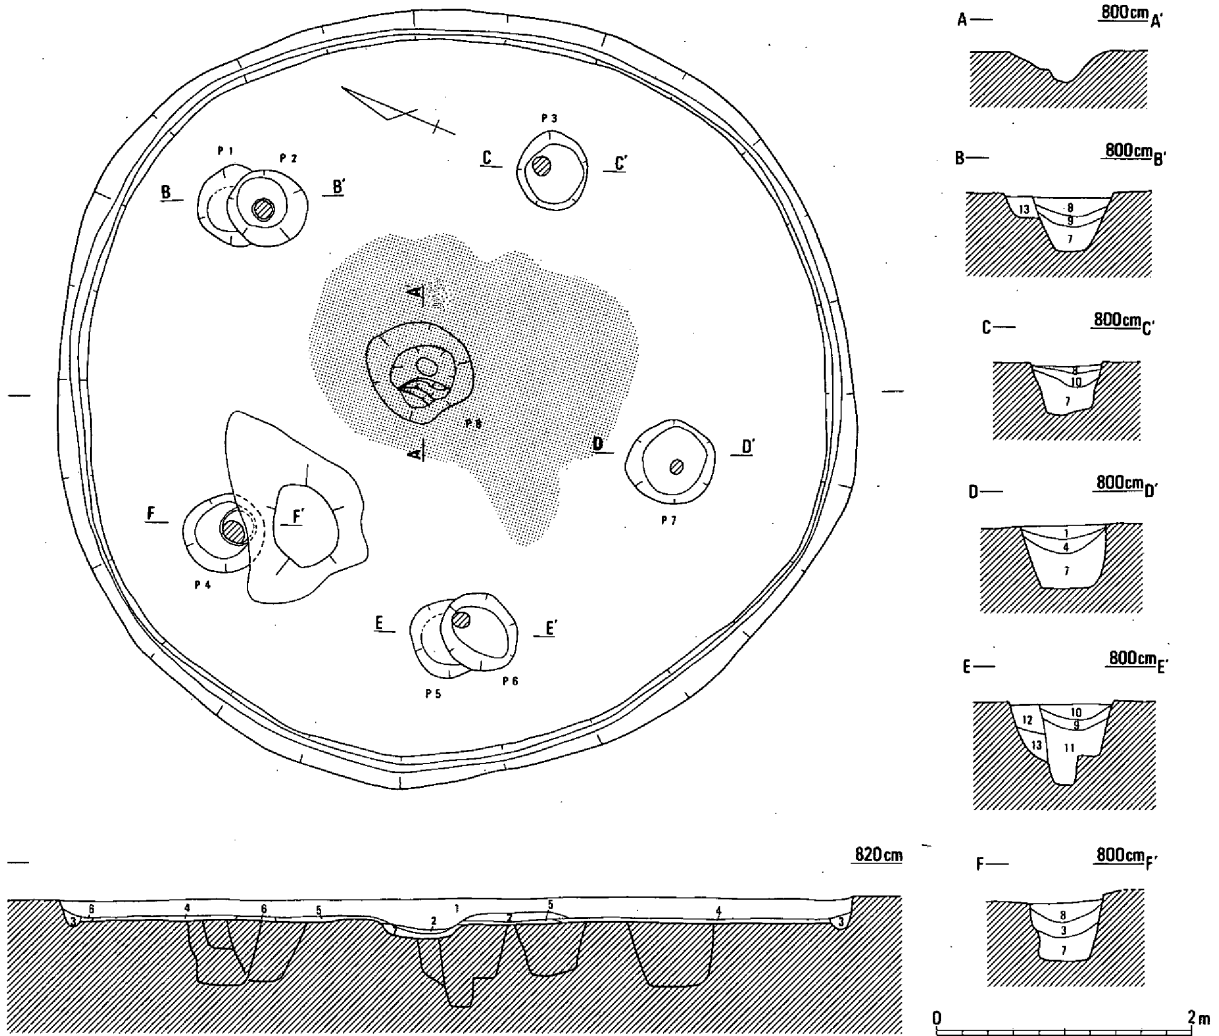 P 1
P 2
B B'
P 3
C C'
A
P 8
A'
D D'
P 7
F F'
P 4
E E'
P 5
P 6
820cm
6 4 6 5 1 5 4
3 2 2 3
A 800cm A'
B 800cm B'
13 8
9
7
C 800cm C'
8
10
7
D 800cm D'
1
4
7
E 800cm E'
12 10
9
13 11
F 800cm F'
8
3
7
0 2m